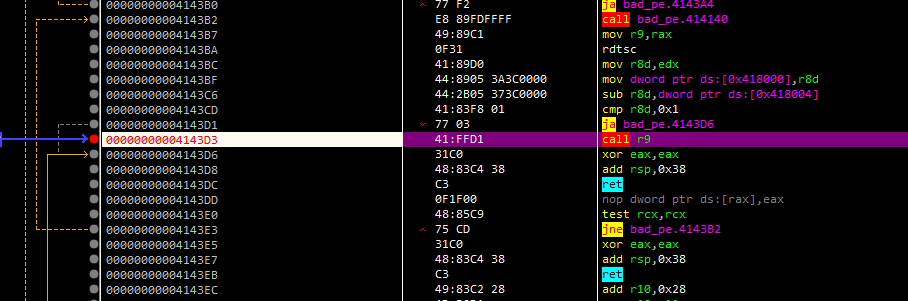 00000000004143B0 77 F2 ja bad_pe.4143A4
00000000004143B2 E8 89FDFFFF call bad_pe.414140
00000000004143B7 49:89C1 mov r9,rax
00000000004143BA 0F31 rdtsc
00000000004143BC 41:89D0 mov r8d,edx
00000000004143BF 44:8905 3A3C0000 mov dword ptr ds:[0x418000],r8d
00000000004143C6 44:2B05 373C0000 sub r8d,dword ptr ds:[0x418004]
00000000004143CD 41:83F8 01 cmp r8d,0x1
00000000004143D1 77 03 ja bad_pe.4143D6
00000000004143D3 41:FFD1 call r9
00000000004143D6 31C0 xor eax,eax
00000000004143D8 48:83C4 38 add rsp,0x38
00000000004143DC C3 ret
00000000004143DD 0F1F00 nop dword ptr ds:[rax],eax
00000000004143E0 48:85C9 test rcx,rcx
00000000004143E3 75 CD jne bad_pe.4143B2
00000000004143E5 31C0 xor eax,eax
00000000004143E7 48:83C4 38 add rsp,0x38
00000000004143EB C3 ret
00000000004143EC 49:83C2 28 add r10,0x28